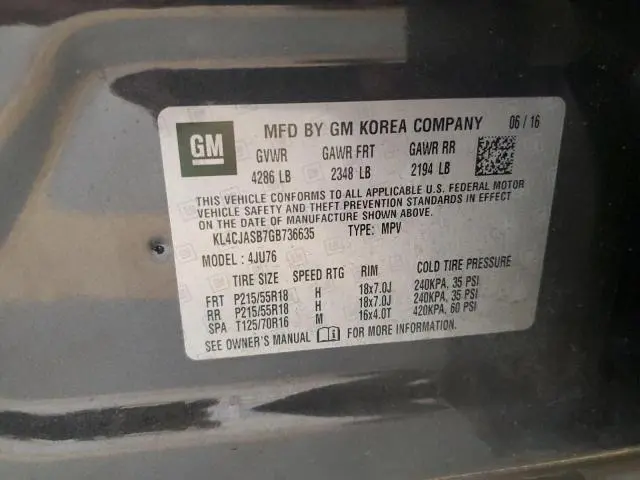 GM MFD BY GM KOREA COMPANY 06/16
GVWR GAWR FRT GAWR RR
4286 LB 2348 LB 2194 LB
THIS VEHICLE CONFORMS TO ALL APPLICABLE U.S. FEDERAL MOTOR
VEHICLE SAFETY AND THEFT PREVENTION STANDARDS IN EFFECT
ON THE DATE OF MANUFACTURE SHOWN ABOVE.
KL4CJASB7GB736635 TYPE: MPV
MODEL: 4JU76
TIRE SIZE SPEED RTG RIM COLD TIRE PRESSURE
FRT P215/55R18 H 18x7.0J 240KPA, 35 PSI
RR P215/55R18 H 18x7.0J 240KPA, 35 PSI
SPA T125/70R16 M 16x4.0T 420KPA, 60 PSI
SEE OWNER'S MANUAL FOR MORE INFORMATION.